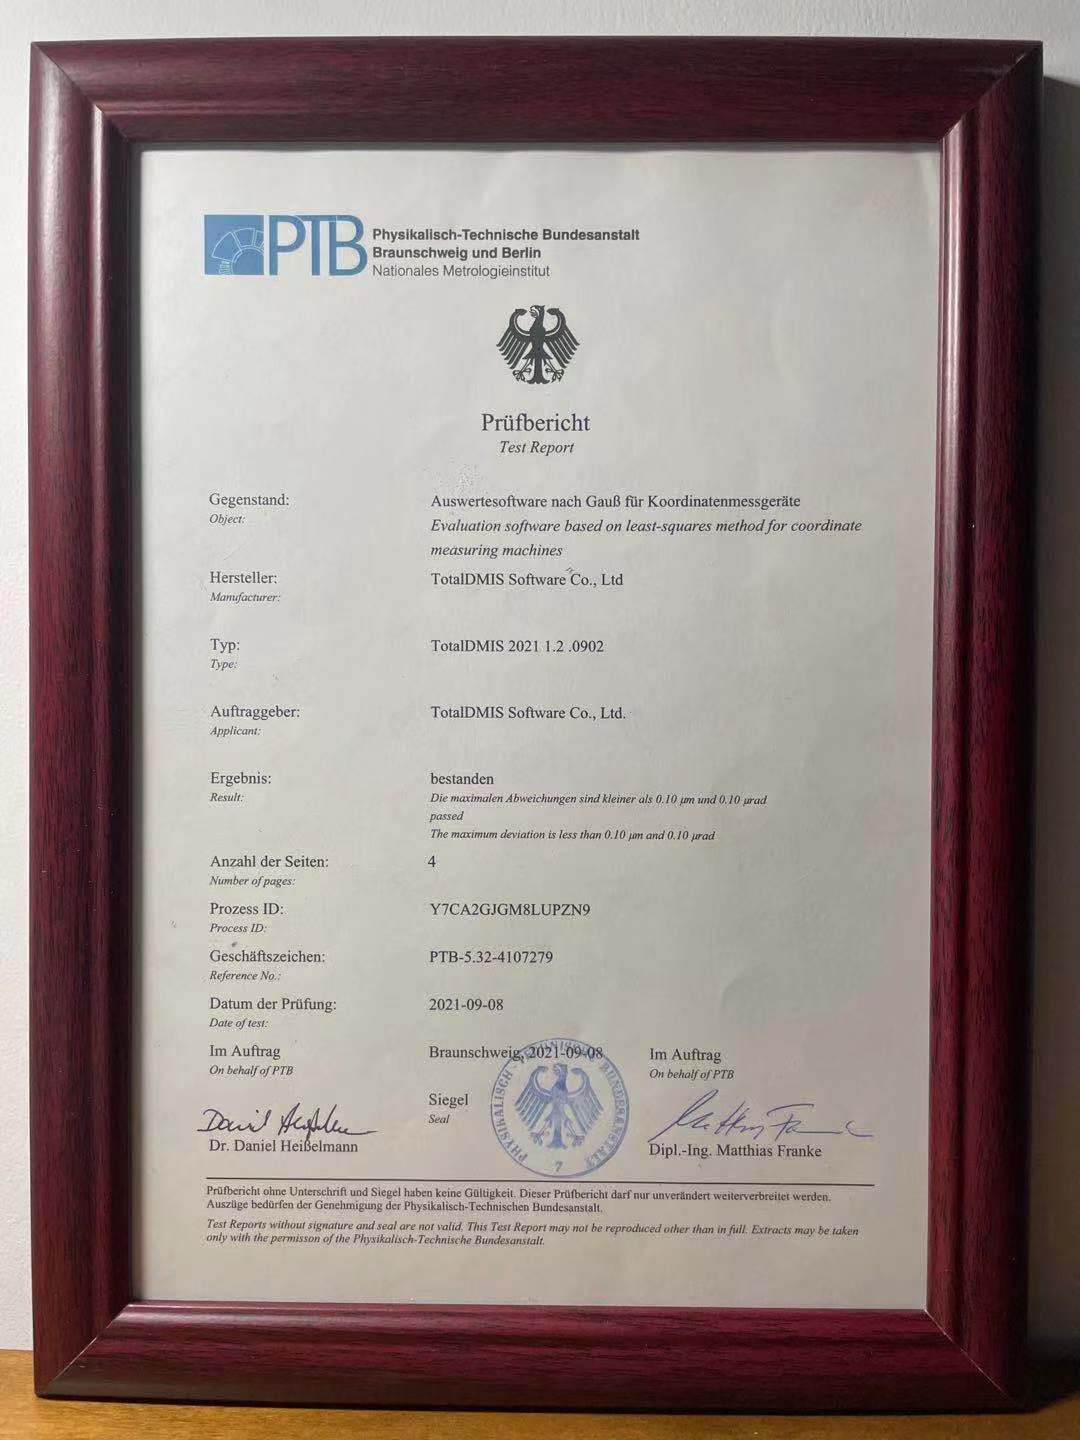 PTB
Physikalisch-Technische Bundesanstalt
Braunschweig und Berlin
Nationales Metrologieinstitut
Prüfbericht
Test Report
Gegenstand:
Object:
Auswertesoftware nach Gauß für Koordinatenmessgeräte
Evaluation software based on least-squares method for coordinate
measuring machines
Hersteller:
Manufacturer:
TotalDMIS Software Co., Ltd
Typ:
Type:
TotalDMIS 2021 1.2 .0902
Auftraggeber:
Applicant:
TotalDMIS Software Co., Ltd.
Ergebnis:
Result:
bestanden
Die maximalen Abweichungen sind kleiner als 0.10 µm und 0.10 µrad
passed
The maximum deviation is less than 0.10 µm and 0.10 µrad
Anzahl der Seiten:
Number of pages:
4
Prozess ID:
Process ID:
Y7CA2GJGM8LUPZN9
Geschäftszeichen:
Reference No.:
PTB-5.32-4107279
Datum der Prüfung:
Date of test:
2021-09-08
Im Auftrag
On behalf of PTB
Braunschweig, 2021-09-08
Siegel
Seal
PHYSIKALISCH-TECHNISCHE BUNDESANSTALT
7
Im Auftrag
On behalf of PTB
Dr. Daniel Heißelmann
Dipl.-Ing. Matthias Franke
Prüfbericht ohne Unterschrift und Siegel haben keine Gültigkeit. Dieser Prüfbericht darf nur unverändert weiterverbreitet werden.
Auszüge bedürfen der Genehmigung der Physikalisch-Technischen Bundesanstalt.
Test Reports without signature and seal are not valid. This Test Report may not be reproduced other than in full. Extracts may be taken
only with the permisson of the Physikalisch-Technische Bundesanstalt.